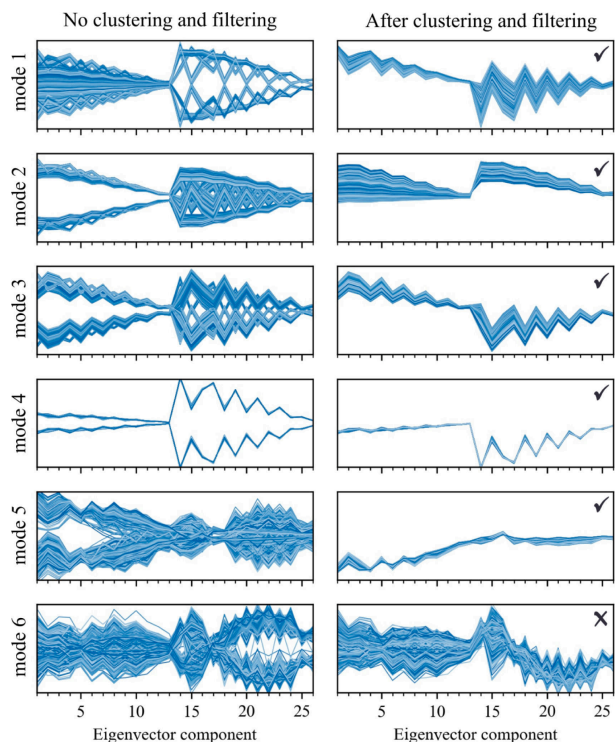 No clustering and filtering After clustering and filtering
mode 1 ✓
mode 2 ✓
mode 3 ✓
mode 4 ✓
mode 5 ✓
mode 6 ✗
5 10 15 20 25 5 10 15 20 25
Eigenvector component Eigenvector component